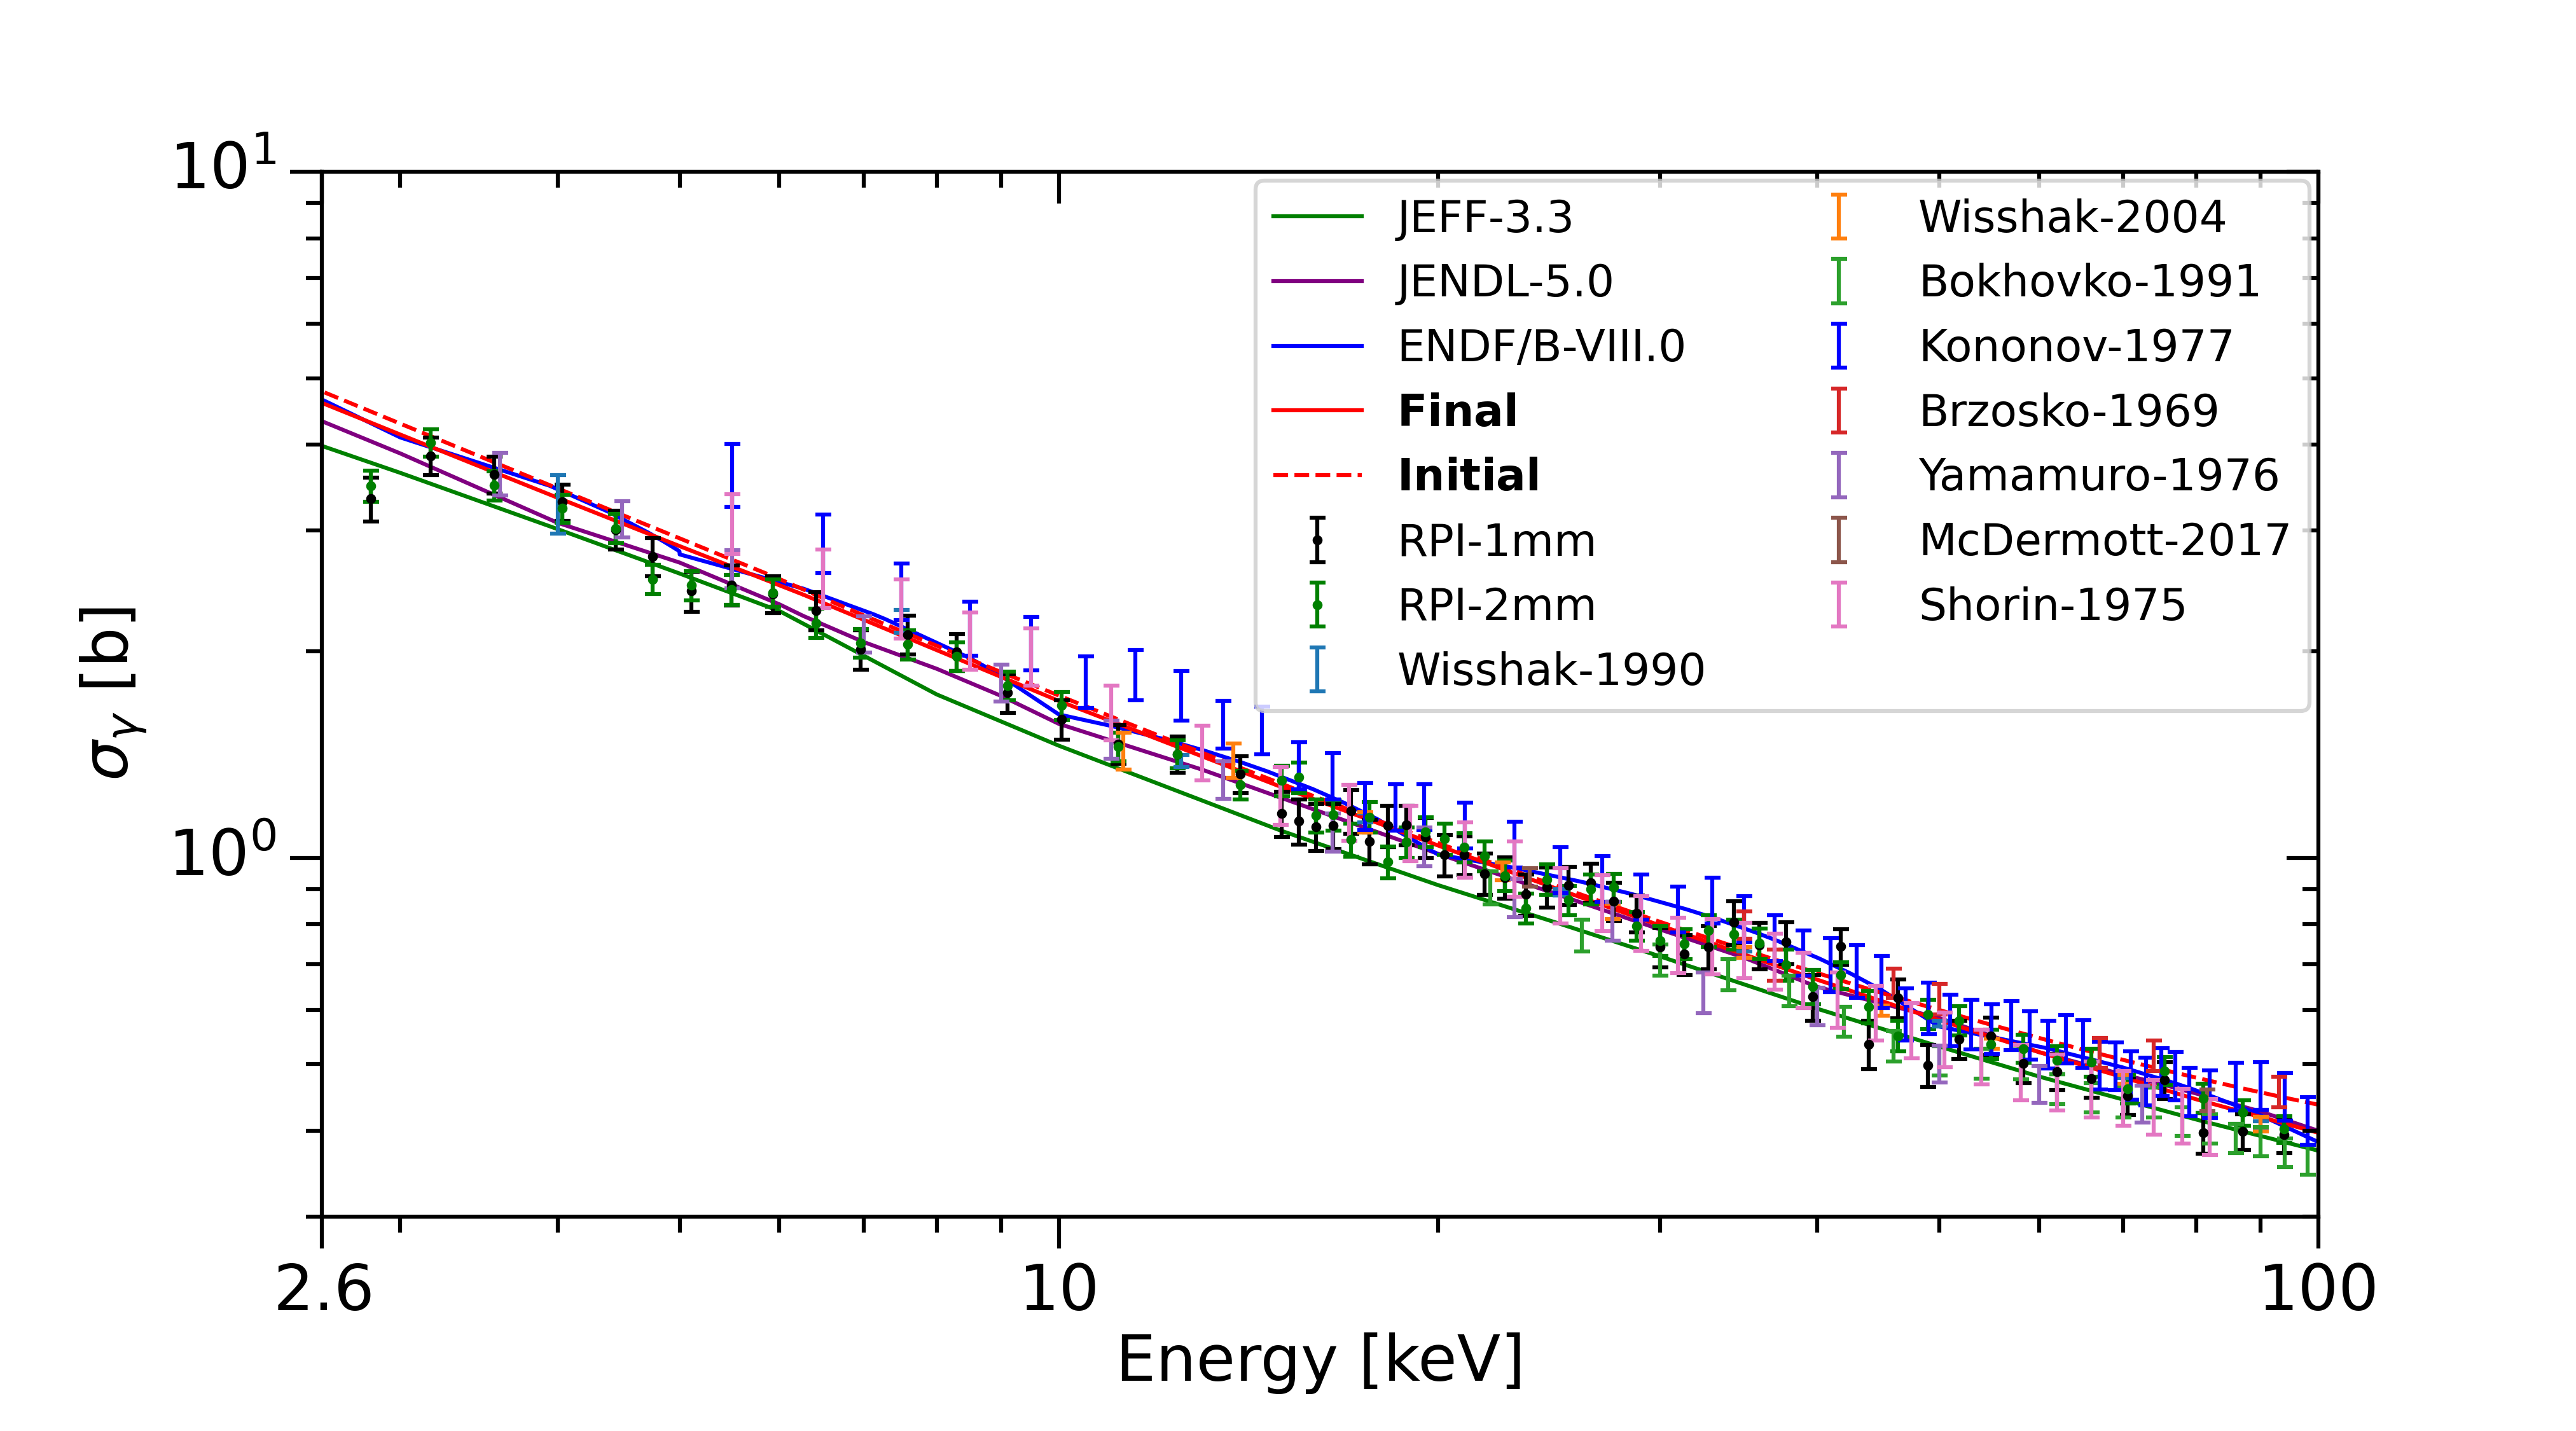 10¹
10⁰
σᵧ [b]
JEFF-3.3
JENDL-5.0
ENDF/B-VIII.0
Final
Initial
RPI-1mm
RPI-2mm
Wisshak-1990
Wisshak-2004
Bokhovko-1991
Kononov-1977
Brzosko-1969
Yamamuro-1976
McDermott-2017
Shorin-1975
2.6
10
100
Energy [keV]